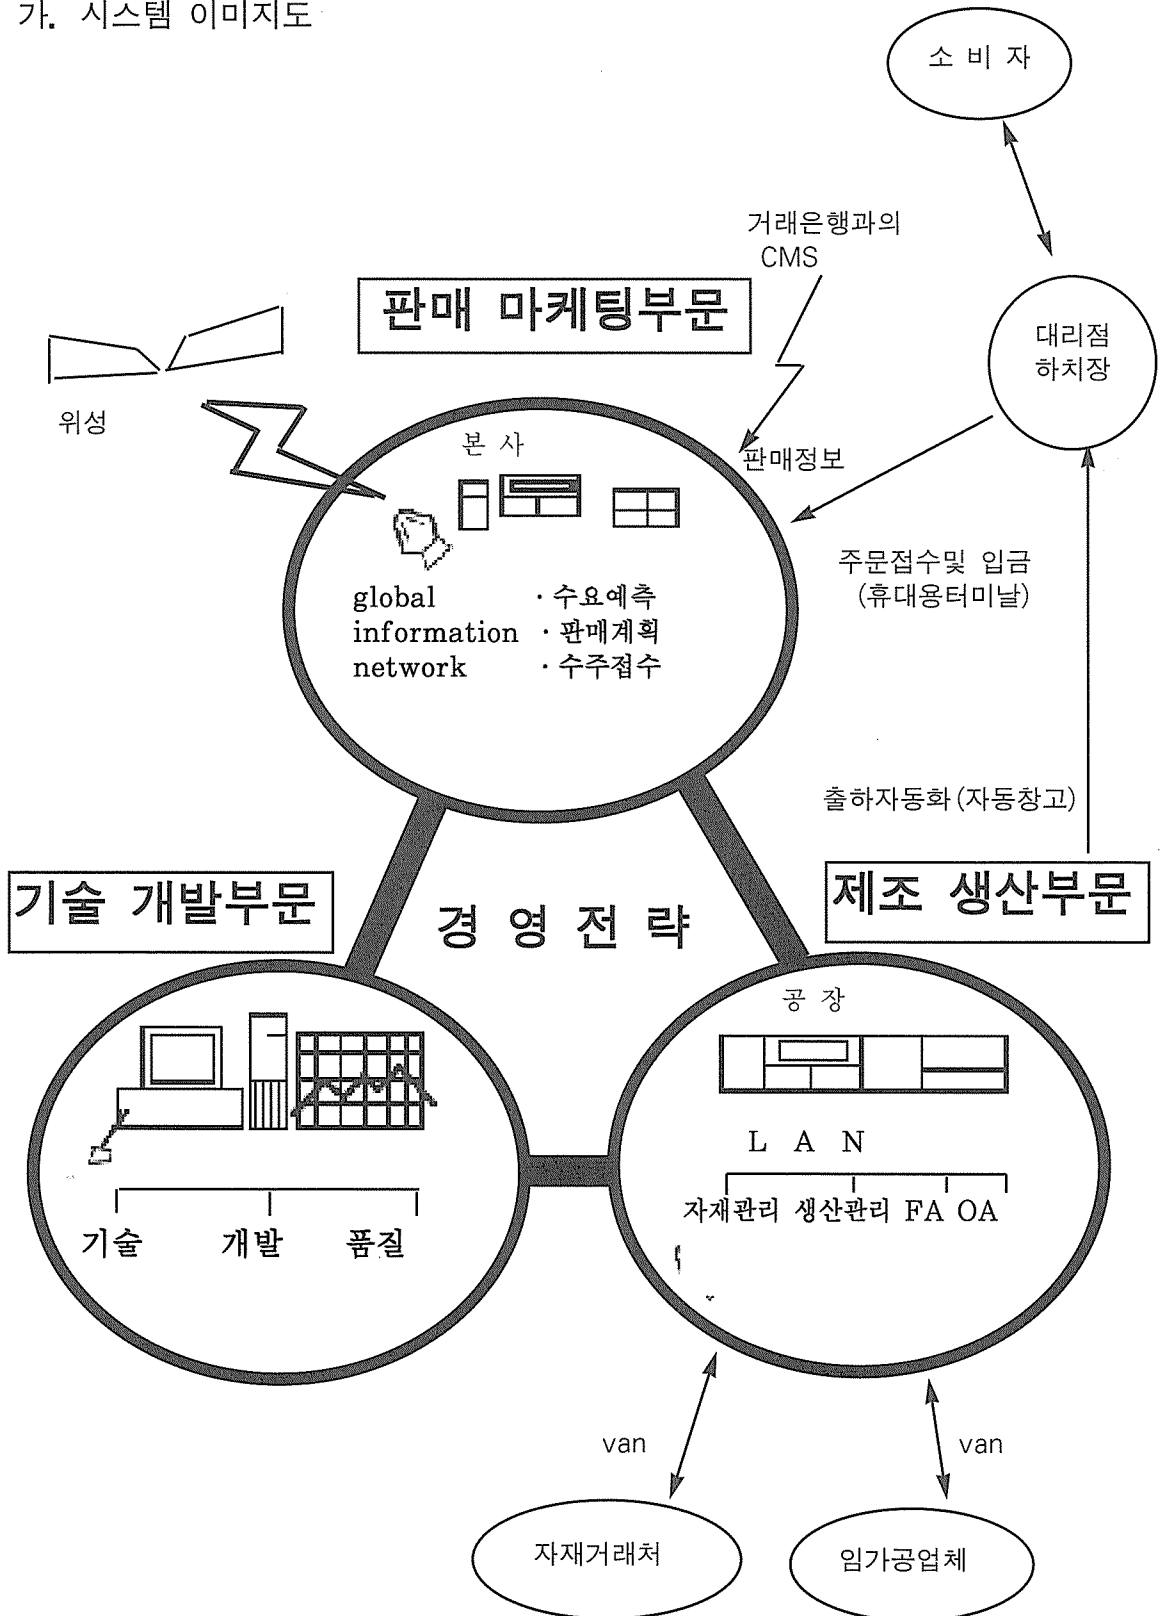 가. 시스템 이미지도
소 비 자
거래은행과의
CMS
판매 마케팅부문
대리점
하치장
위성
본 사
판매정보
주문접수및 입금
(휴대용터미날)
global · 수요예측
information · 판매계획
network · 수주접수
출하자동화(자동창고)
기술 개발부문
경 영 전 략
제조 생산부문
공 장
L A N
자재관리 생산관리 FA OA
기술 개발 품질
van
van
자재거래처
임가공업체